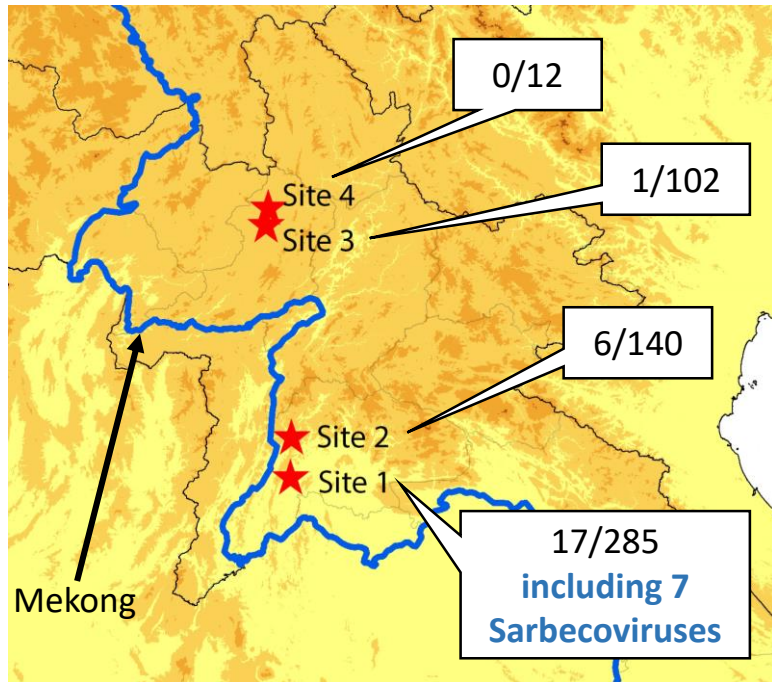 0/12
Site 4
1/102
Site 3
6/140
Site 2
Site 1
17/285
including 7
Sarbecoviruses
Mekong